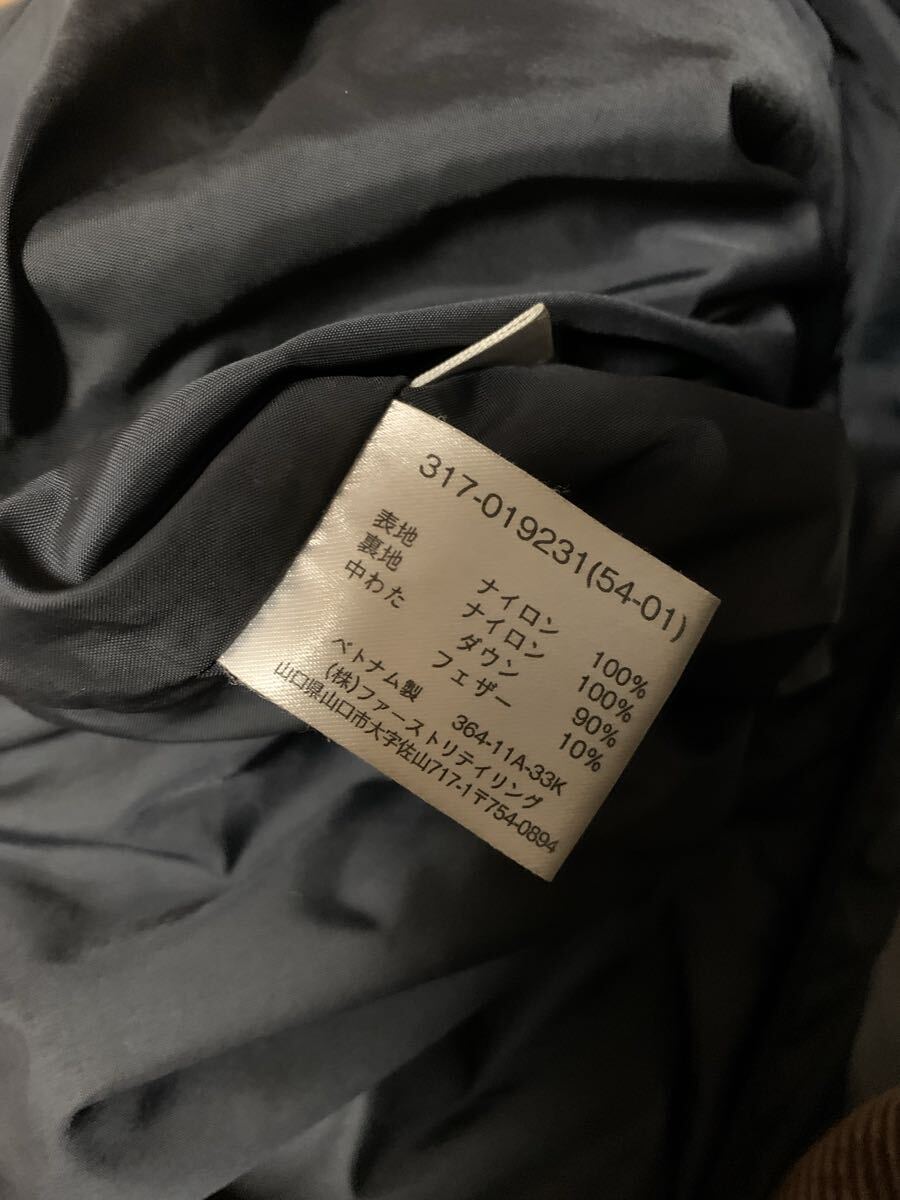 317-019231(54-01)
表地 ナイロン 100%
裏地 ナイロン 100%
中わた ダウン 90%
フェザー 10%
ベトナム製 364-11A-33K
(株)ファーストリテイリング
山口県山口市大字佐山717-1〒754-0894